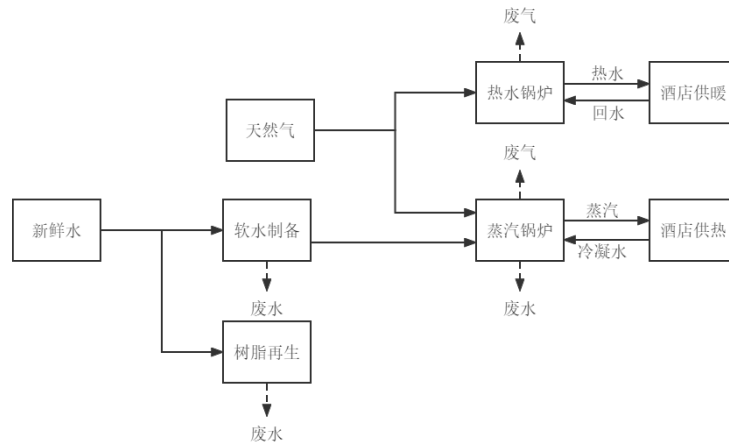 废气
热水锅炉
热水
回水
酒店供暖
天然气
废气
新鲜水
软水制备
蒸汽锅炉
蒸汽
冷凝水
酒店供热
废水
废水
树脂再生
废水